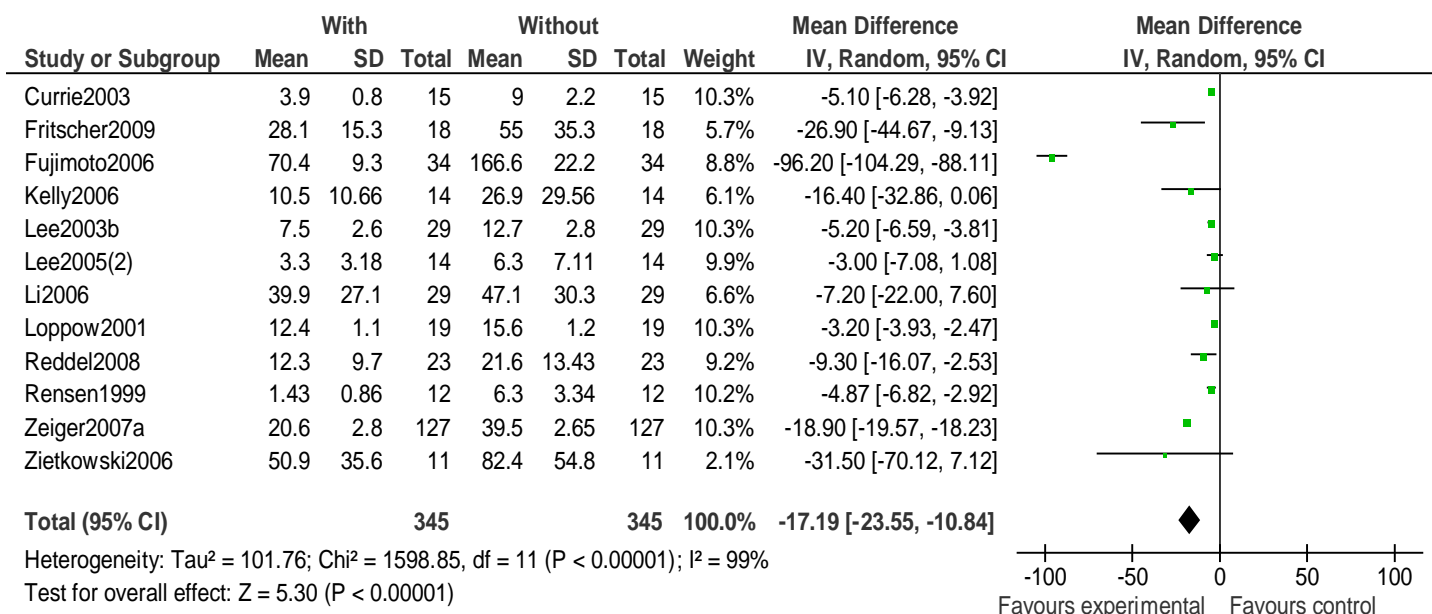 With Without Mean Difference Mean Difference
Study or Subgroup Mean SD Total Mean SD Total Weight IV, Random, 95% CI IV, Random, 95% CI
Currie2003 3.9 0.8 15 9 2.2 15 10.3% -5.10 [-6.28, -3.92]
Fritscher2009 28.1 15.3 18 55 35.3 18 5.7% -26.90 [-44.67, -9.13]
Fujimoto2006 70.4 9.3 34 166.6 22.2 34 8.8% -96.20 [-104.29, -88.11]
Kelly2006 10.5 10.66 14 26.9 29.56 14 6.1% -16.40 [-32.86, 0.06]
Lee2003b 7.5 2.6 29 12.7 2.8 29 10.3% -5.20 [-6.59, -3.81]
Lee2005(2) 3.3 3.18 14 6.3 7.11 14 9.9% -3.00 [-7.08, 1.08]
Li2006 39.9 27.1 29 47.1 30.3 29 6.6% -7.20 [-22.00, 7.60]
Loppow2001 12.4 1.1 19 15.6 1.2 19 10.3% -3.20 [-3.93, -2.47]
Reddel2008 12.3 9.7 23 21.6 13.43 23 9.2% -9.30 [-16.07, -2.53]
Rensen1999 1.43 0.86 12 6.3 3.34 12 10.2% -4.87 [-6.82, -2.92]
Zeiger2007a 20.6 2.8 127 39.5 2.65 127 10.3% -18.90 [-19.57, -18.23]
Zietkowski2006 50.9 35.6 11 82.4 54.8 11 2.1% -31.50 [-70.12, 7.12]
Total (95% CI) 345 345 100.0% -17.19 [-23.55, -10.84]
Heterogeneity: Tau² = 101.76; Chi² = 1598.85, df = 11 (P < 0.00001); I² = 99%
Test for overall effect: Z = 5.30 (P < 0.00001)
-100 -50 0 50 100
Favours experimental Favours control